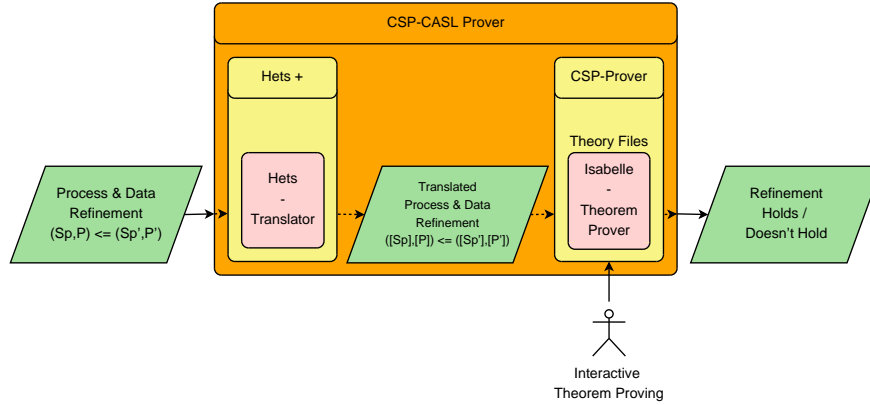 CSP-CASL Prover
Hets +
CSP-Prover
Process & Data
Refinement
(Sp,P) <= (Sp',P')
Hets
-
Translator
Translated
Process & Data
Refinement
([Sp],[P]) <= ([Sp'],[P'])
Theory Files
Isabelle
-
Theorem
Prover
Refinement
Holds /
Doesn't Hold
Interactive
Theorem Proving